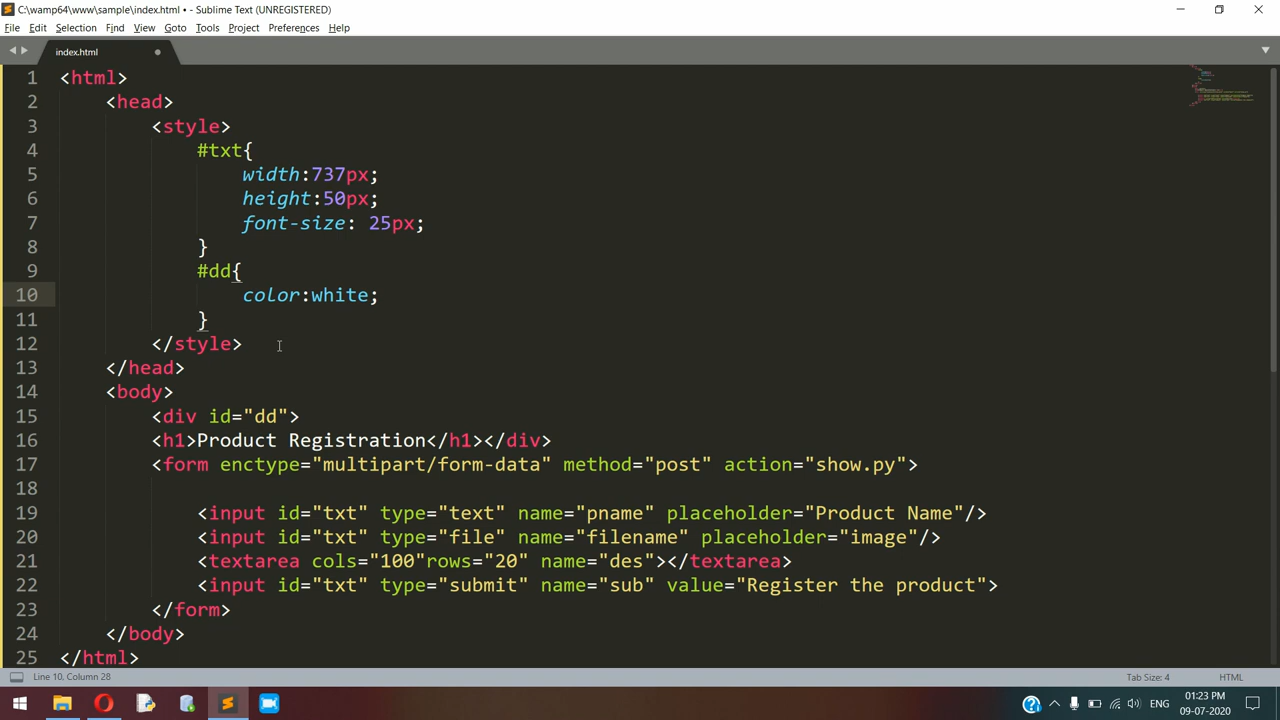 C:\wamp64\www\sample\index.html • - Sublime Text (UNREGISTERED)
File Edit Selection Find View Goto Tools Project Preferences Help
index.html
1 <html>
2 <head>
3 <style>
4 #txt{
5 width:737px;
6 height:50px;
7 font-size: 25px;
8 }
9 #dd{
10 color:white;
11 }
12 </style>
13 </head>
14 <body>
15 <div id="dd">
16 <h1>Product Registration</h1></div>
17 <form enctype="multipart/form-data" method="post" action="show.py">
18
19 <input id="txt" type="text" name="pname" placeholder="Product Name"/>
20 <input id="txt" type="file" name="filename" placeholder="image"/>
21 <textarea cols="100"rows="20" name="des"></textarea>
22 <input id="txt" type="submit" name="sub" value="Register the product">
23 </form>
24 </body>
25 </html>
Line 10, Column 28 Tab Size: 4 HTML
ENG 01:23 PM
09-07-2020